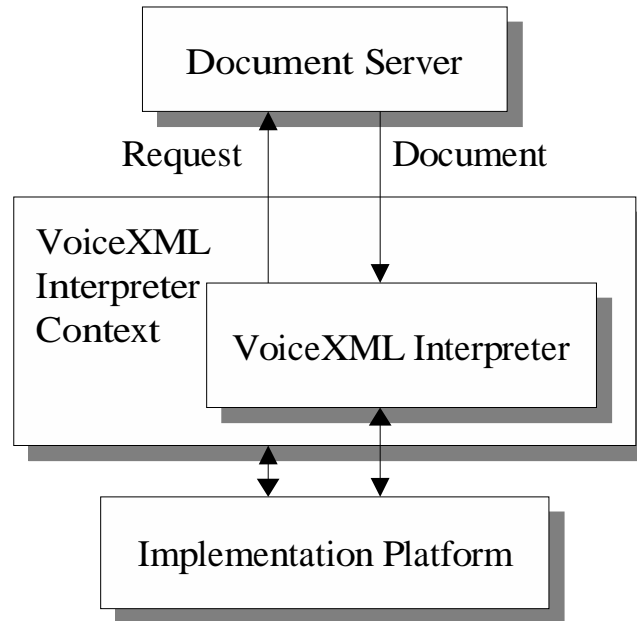 Document Server
Request
Document
VoiceXML
Interpreter
Context
VoiceXML Interpreter
Implementation Platform